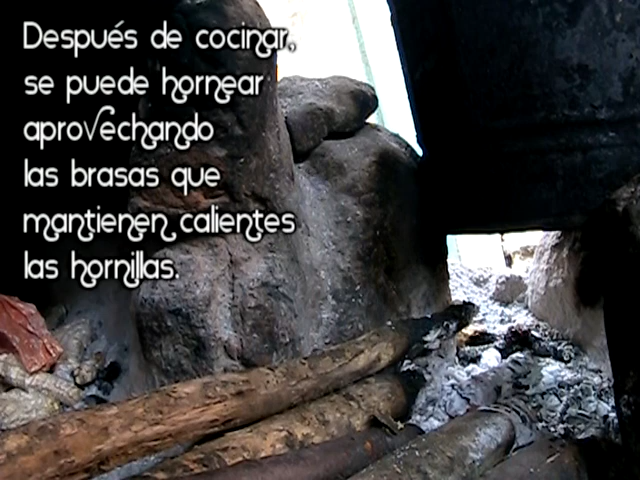 Después de cocinar,
se puede hornear
aprovechando
las brasas que
mantienen calientes
las hornillas.